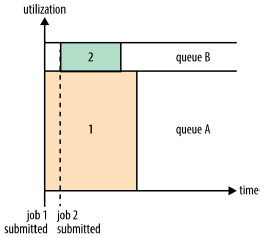 utilization
2
queue B
1
queue A
time
job 1
submitted
job 2
submitted